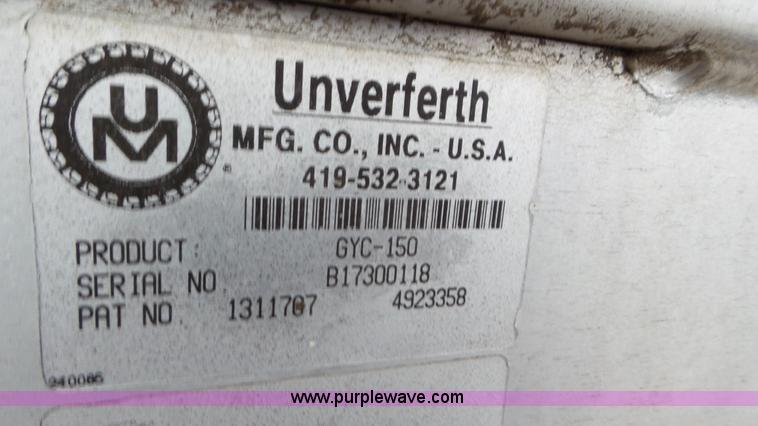 UM
Unverferth
MFG. CO., INC. - U.S.A.
419-532-3121
PRODUCT: GYC-150
SERIAL NO. B17300118
PAT NO. 1311707 4923358
240086
www.purplewave.com